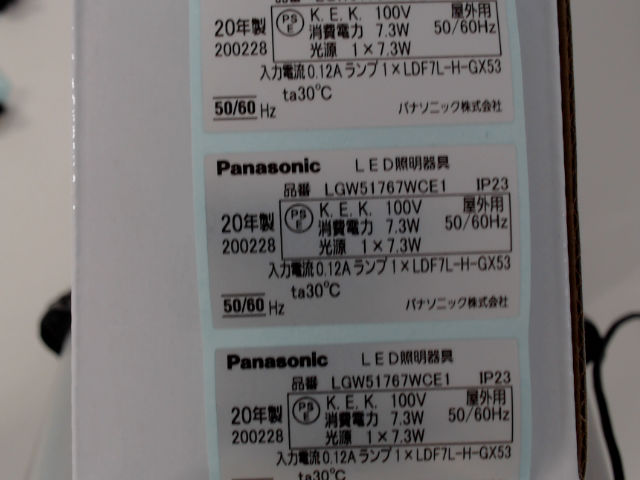 20年製 PSE K. E. K. 100V 屋外用
200228 消費電力 7.3W 50/60Hz
光源 1×7.3W
入力電流0.12A ランプ1×LDF7L-H-GX53
ta30℃
50/60 Hz パナソニック株式会社
Panasonic LED照明器具
品番 LGW51767WCE1 IP23
20年製 PSE K. E. K. 100V 屋外用
200228 消費電力 7.3W 50/60Hz
光源 1×7.3W
入力電流0.12A ランプ1×LDF7L-H-GX53
ta30℃
50/60 Hz パナソニック株式会社
Panasonic LED照明器具
品番 LGW51767WCE1 IP23
20年製 PSE K. E. K. 100V 屋外用
200228 消費電力 7.3W 50/60Hz
光源 1×7.3W
入力電流0.12A ランプ1×LDF7L-H-GX53
ta30℃